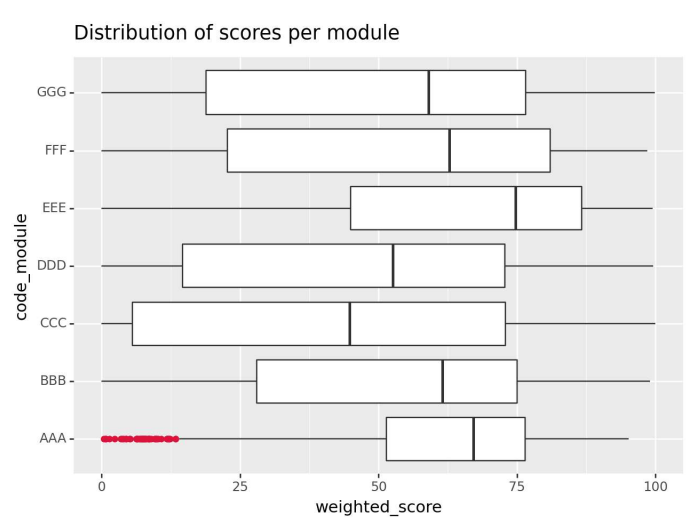 Distribution of scores per module
GGG
FFF
EEE
DDD
CCC
BBB
AAA
code_module
0 25 50 75 100
weighted_score